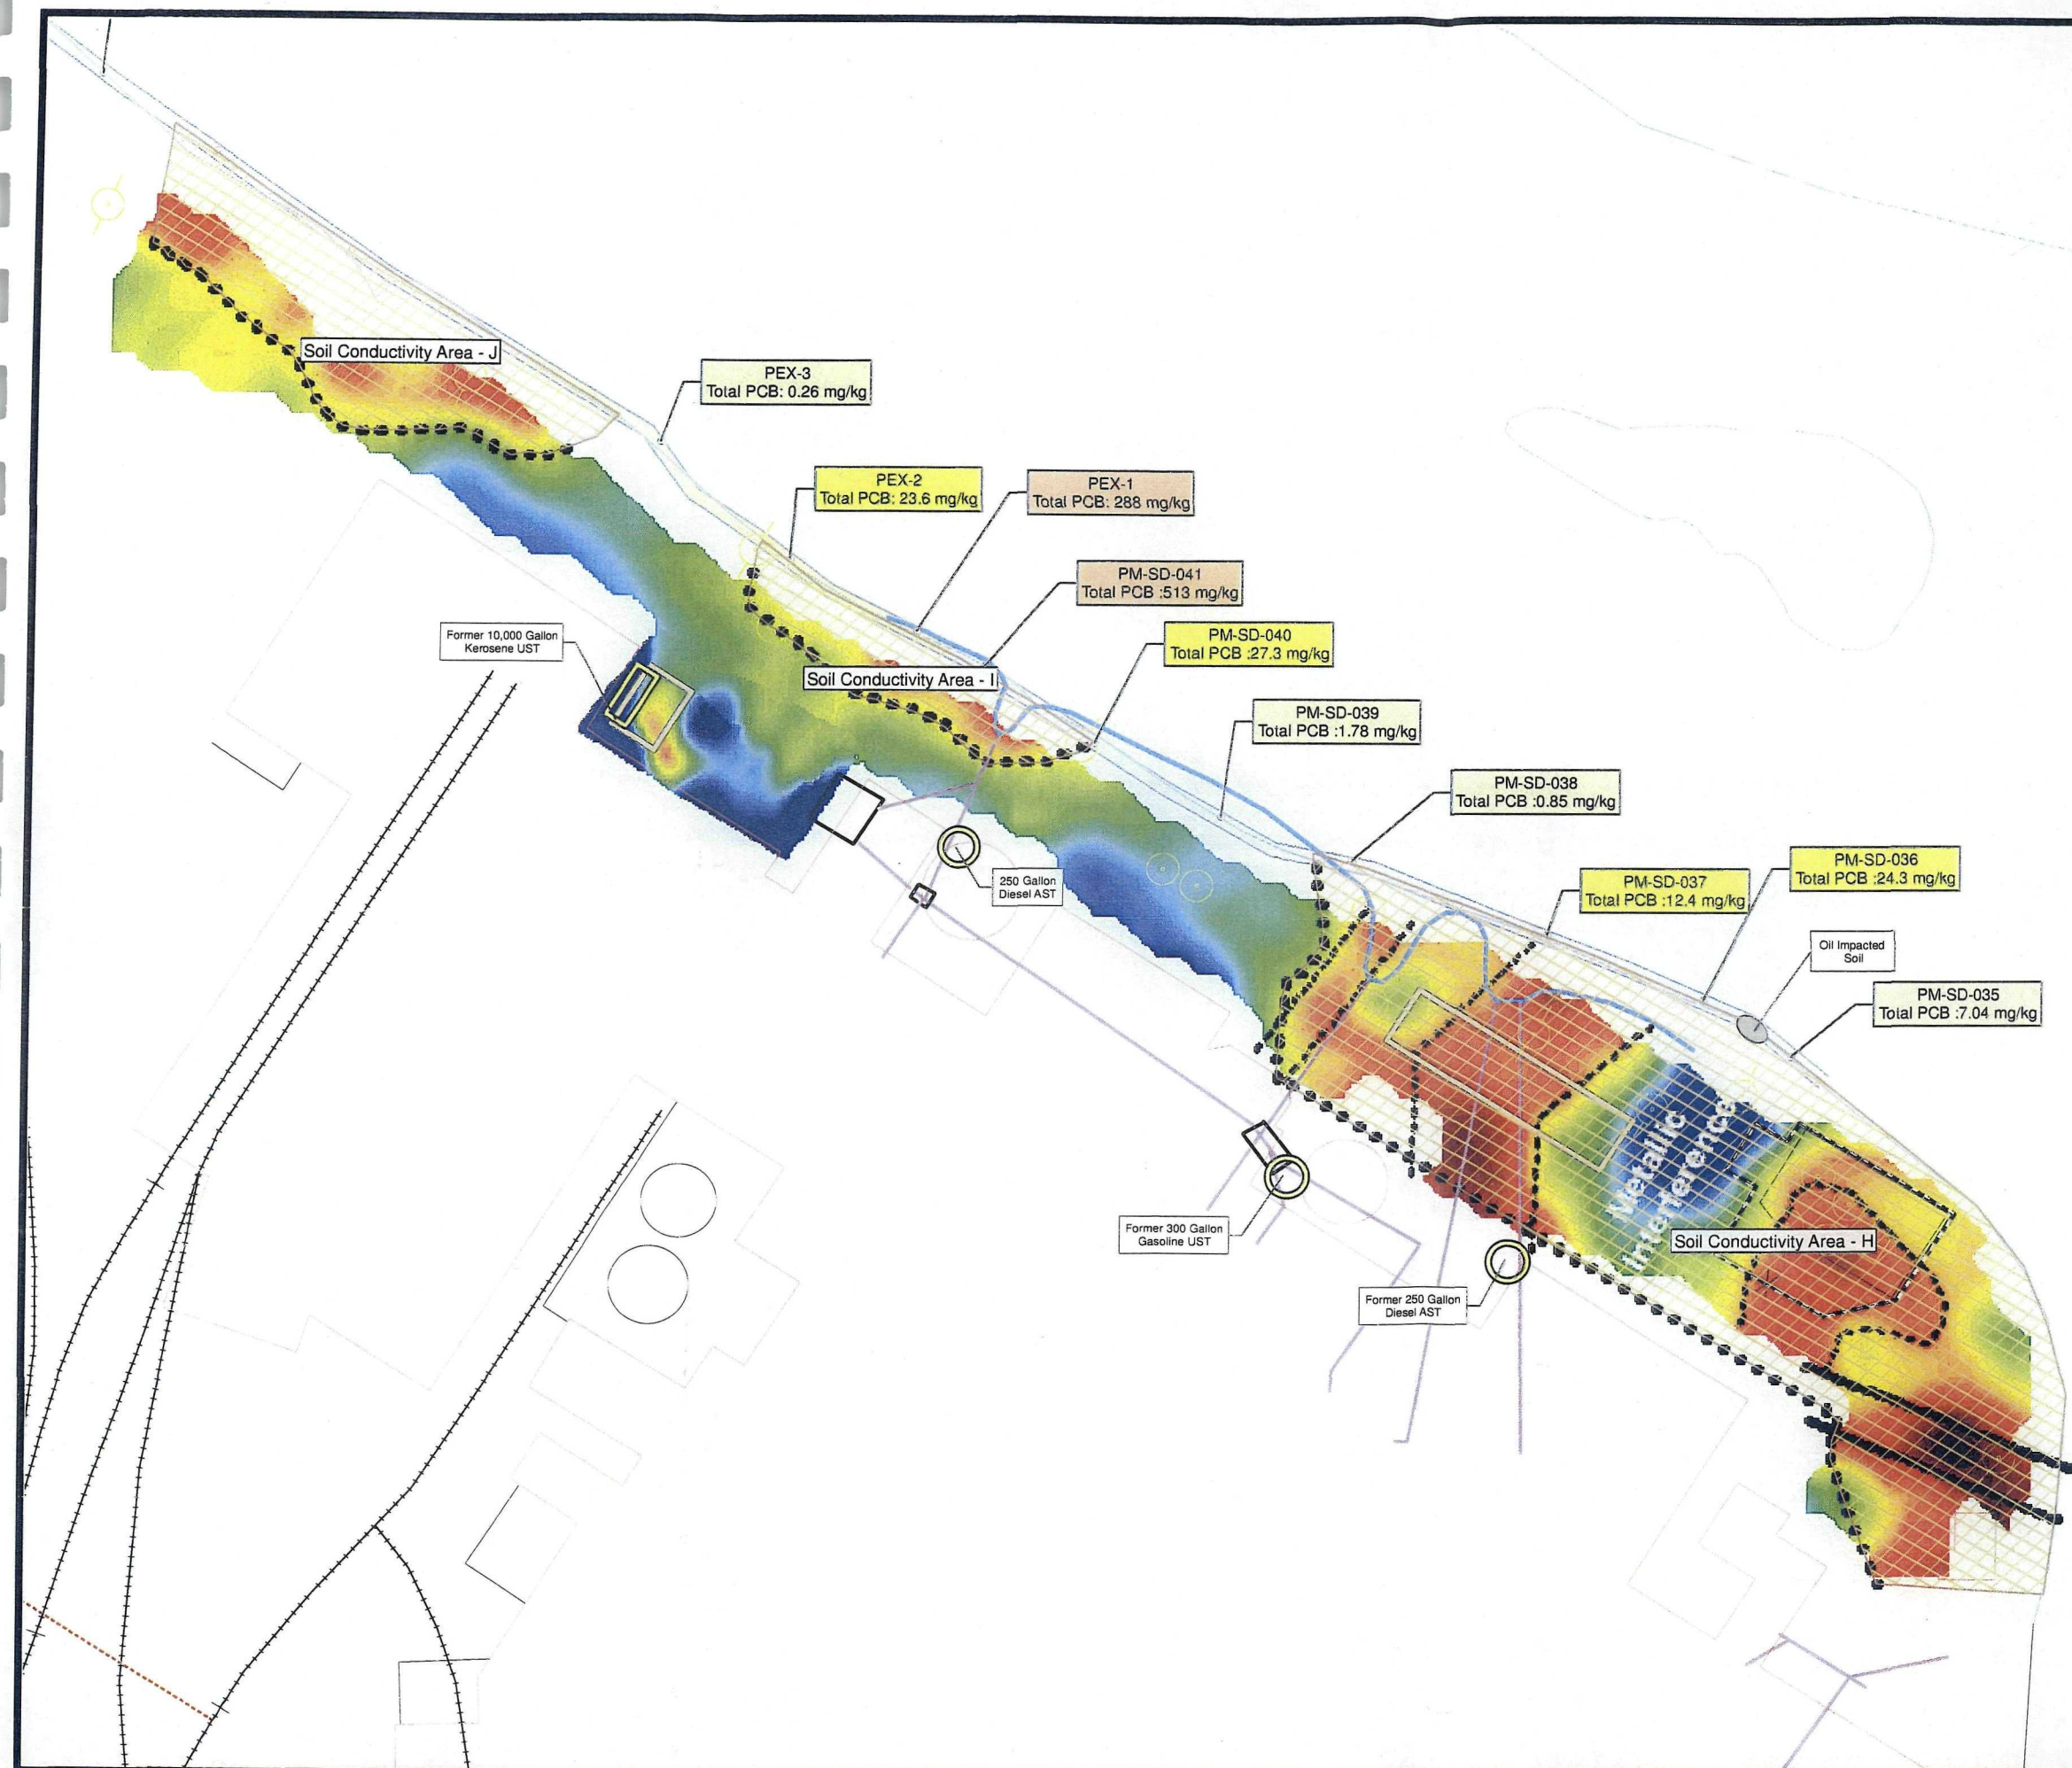 Soil Conductivity Area - J
PEX-3
Total PCB: 0.26 mg/kg
PEX-2
Total PCB: 23.6 mg/kg
PEX-1
Total PCB: 288 mg/kg
PM-SD-041
Total PCB :513 mg/kg
Former 10,000 Gallon
Kerosene UST
PM-SD-040
Total PCB :27.3 mg/kg
Soil Conductivity Area - I
PM-SD-039
Total PCB :1.78 mg/kg
PM-SD-038
Total PCB :0.85 mg/kg
250 Gallon
Diesel AST
PM-SD-037
Total PCB :12.4 mg/kg
PM-SD-036
Total PCB :24.3 mg/kg
Oil Impacted
Soil
PM-SD-035
Total PCB :7.04 mg/kg
Metallic
Interference
Former 300 Gallon
Gasoline UST
Soil Conductivity Area - H
Former 250 Gallon
Diesel AST